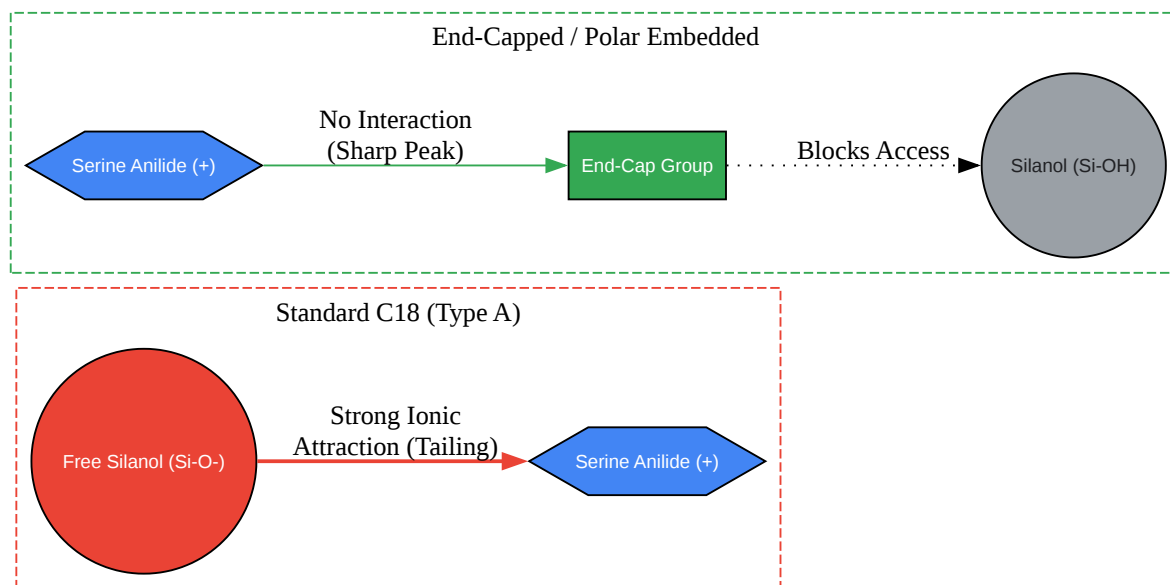 End-Capped / Polar Embedded
Serine Anilide (+)
No Interaction
(Sharp Peak)
End-Cap Group
Blocks Access
Silanol (Si-OH)
Standard C18 (Type A)
Free Silanol (Si-O-)
Strong Ionic
Attraction (Tailing)
Serine Anilide (+)